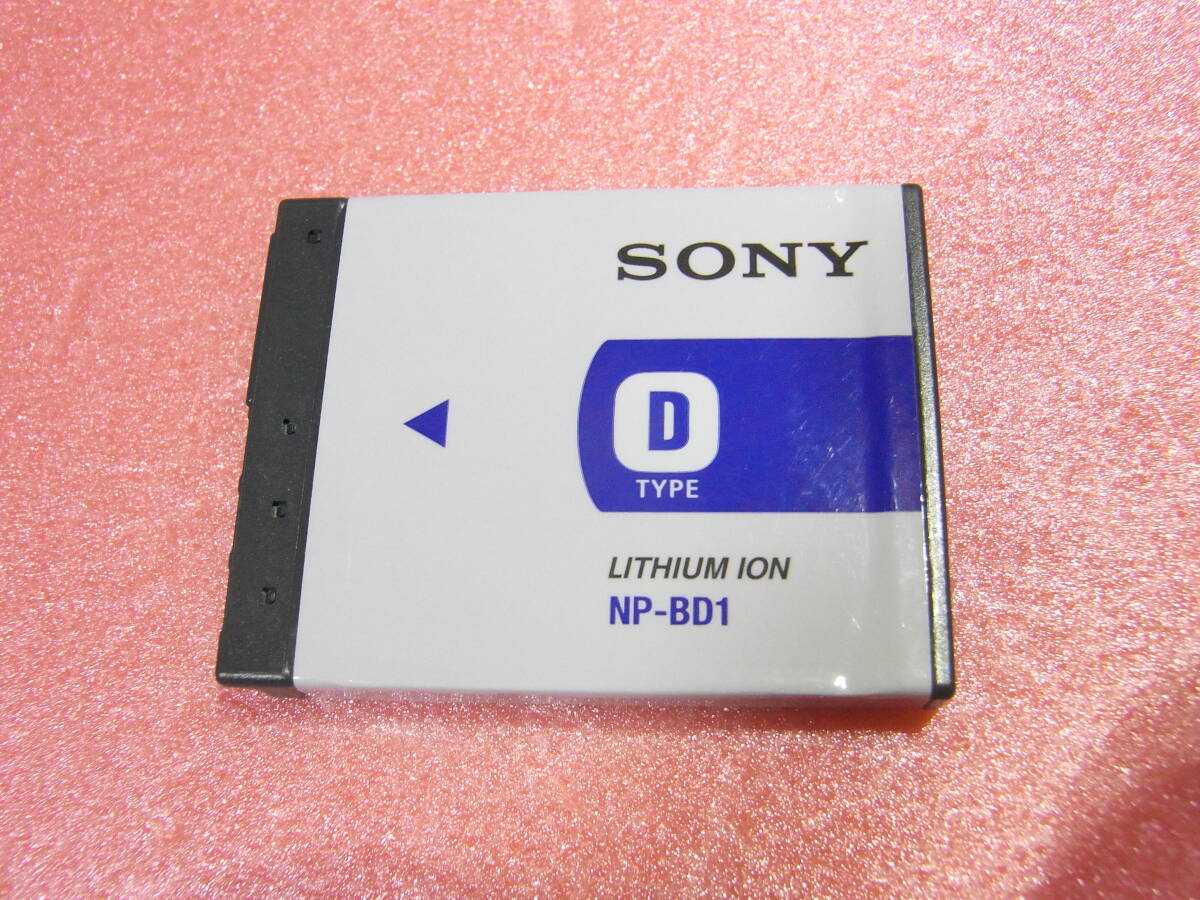 SONY
D
TYPE
LITHIUM ION
NP-BD1